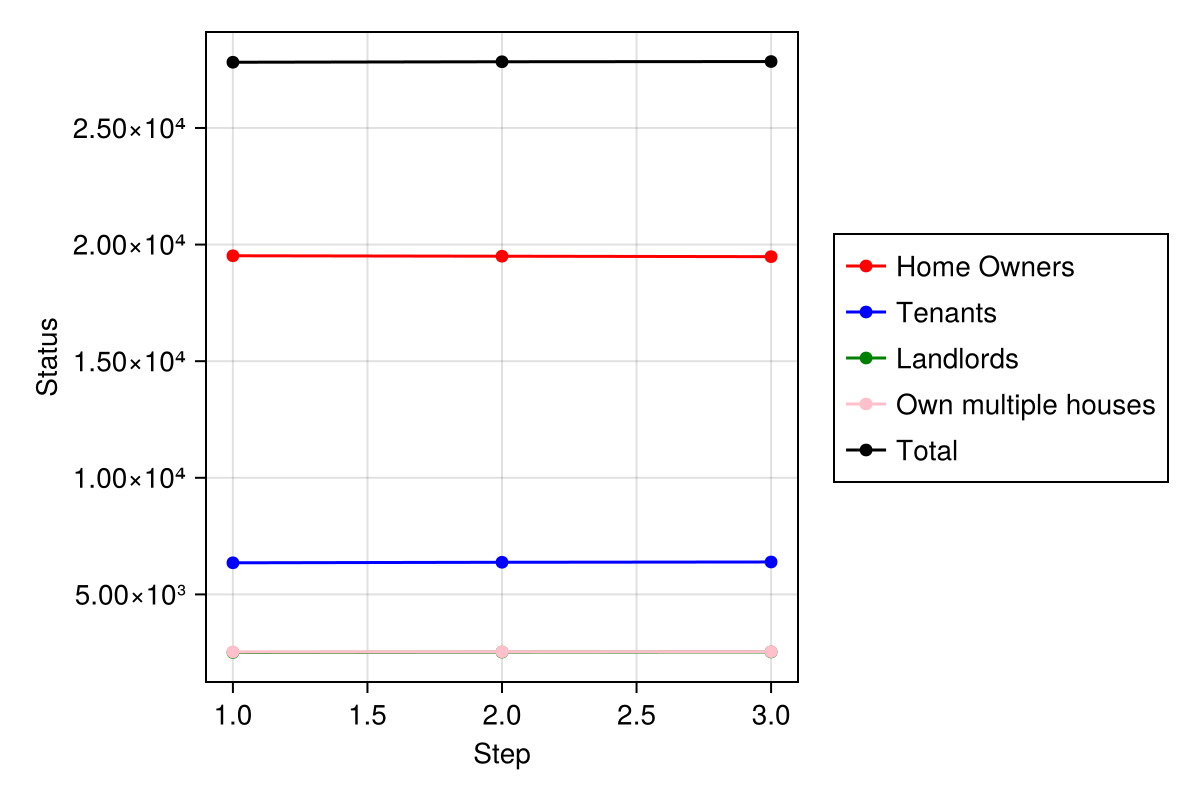 2.50×10⁴
2.00×10⁴
1.50×10⁴
1.00×10⁴
5.00×10³
Status
1.0 1.5 2.0 2.5 3.0
Step
Home Owners
Tenants
Landlords
Own multiple houses
Total